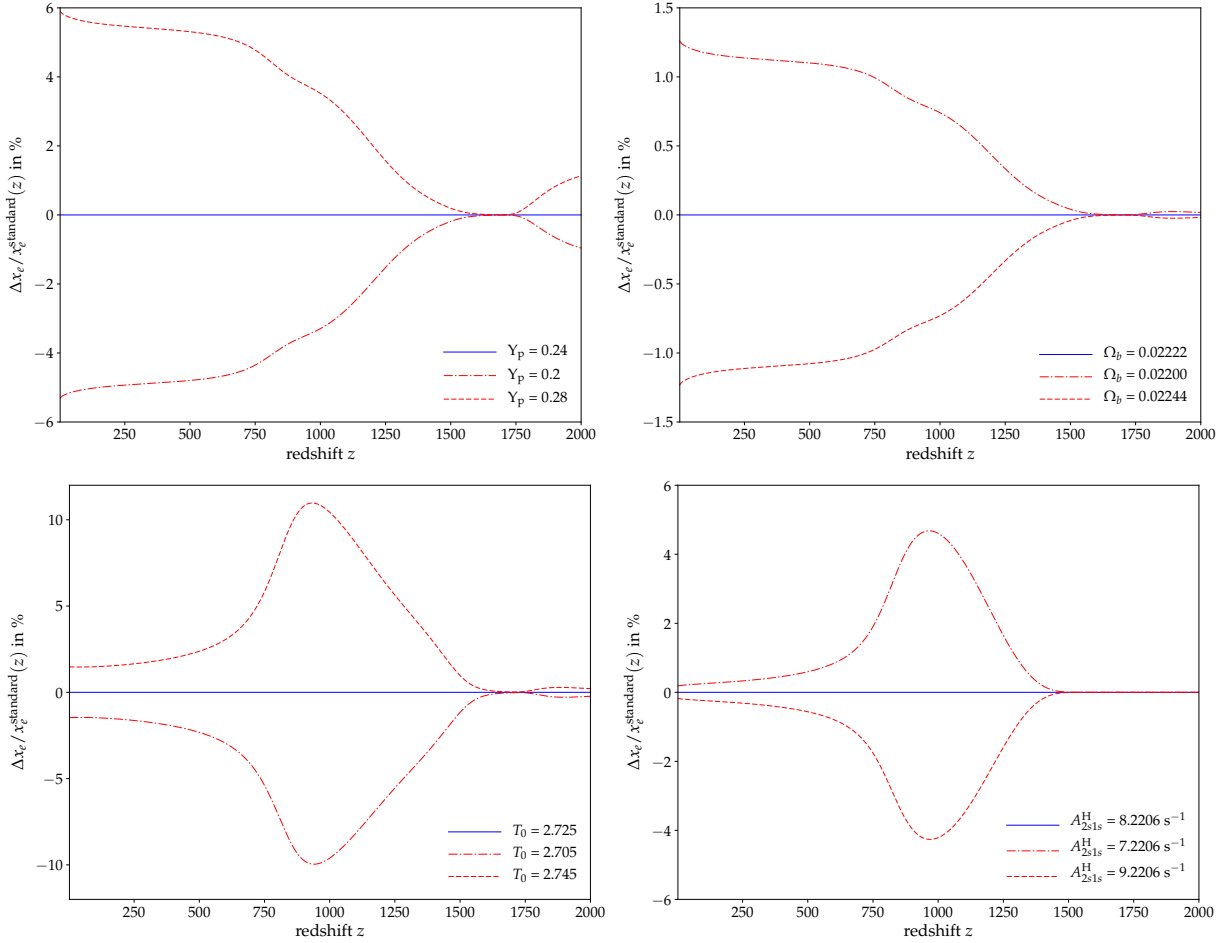 6
4
2
0
−2
−4
−6
Δx_e / x_e^standard (z) in %
Y_p = 0.24
Y_p = 0.2
Y_p = 0.28
250 500 750 1000 1250 1500 1750 2000
redshift z
1.5
1.0
0.5
0.0
−0.5
−1.0
−1.5
Δx_e / x_e^standard (z) in %
Ω_b = 0.02222
Ω_b = 0.02200
Ω_b = 0.02244
250 500 750 1000 1250 1500 1750 2000
redshift z
10
5
0
−5
−10
Δx_e / x_e^standard (z) in %
T_0 = 2.725
T_0 = 2.705
T_0 = 2.745
250 500 750 1000 1250 1500 1750 2000
redshift z
6
4
2
0
−2
−4
−6
Δx_e / x_e^standard (z) in %
A_2s1s^H = 8.2206 s^−1
A_2s1s^H = 7.2206 s^−1
A_2s1s^H = 9.2206 s^−1
250 500 750 1000 1250 1500 1750 2000
redshift z